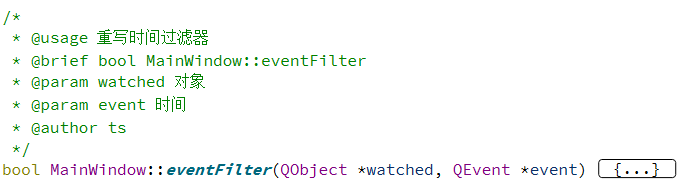 /*
 * @usage 重写时间过滤器
 * @brief bool MainWindow::eventFilter
 * @param watched 对象
 * @param event 时间
 * @author ts
 */
bool MainWindow::eventFilter(QObject *watched, QEvent *event) {...}